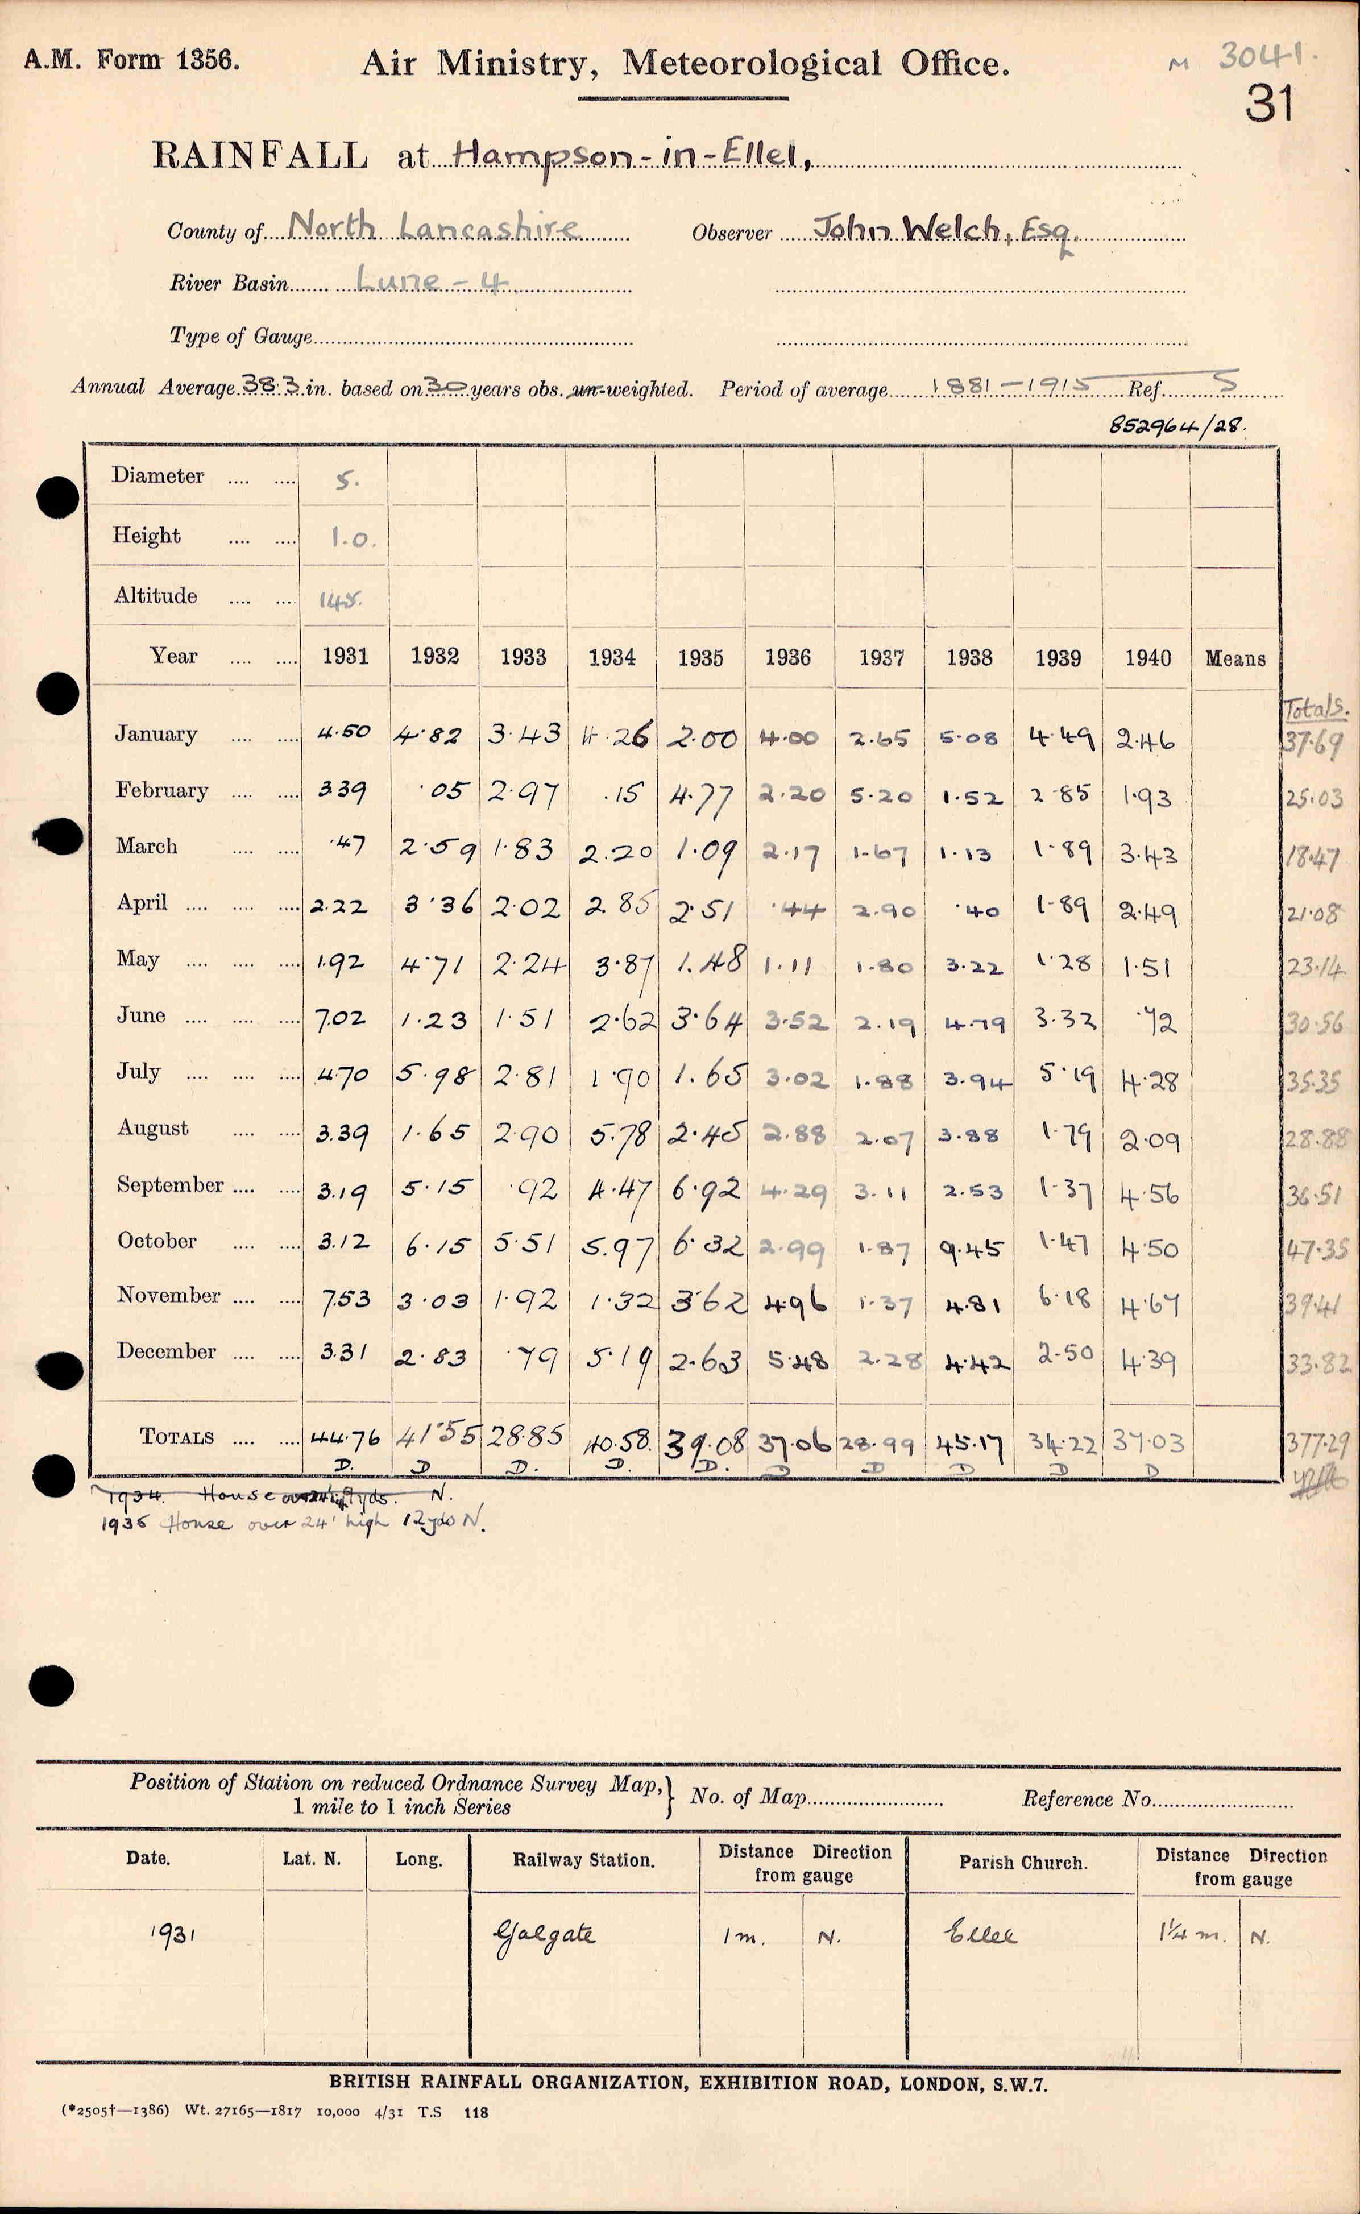 A.M. Form 1356.
Air Ministry, Meteorological Office.
M 3041.
31
RAINFALL at Hampson-in-Ellel,
County of North Lancashire Observer John Welch, Esq.
River Basin Lune - 4
Type of Gauge
Annual Average 38.3 in. based on 30 years obs. un-weighted. Period of average 1881-1915 Ref. 5
852964/28.
Diameter 5.
Height 1.0.
Altitude 145.
Year 1931 1932 1933 1934 1935 1936 1937 1938 1939 1940 Means
Totals.
January 4.50 4.82 3.43 4.26 2.00 4.00 2.65 5.08 4.49 2.46 37.69
February 3.39 .05 2.97 .15 4.77 2.20 5.20 1.52 2.85 1.93 25.03
March .47 2.59 1.83 2.20 1.09 2.17 1.67 1.13 1.89 3.43 18.47
April 2.22 3.36 2.02 2.85 2.51 .44 2.90 .40 1.89 2.49 21.08
May 1.92 4.71 2.24 3.87 1.48 1.11 1.80 3.22 1.28 1.51 23.14
June 7.02 1.23 1.51 2.62 3.64 3.52 2.19 4.79 3.32 .72 30.56
July 4.70 5.98 2.81 1.90 1.65 3.02 1.88 3.94 5.19 4.28 35.35
August 3.39 1.65 2.90 5.78 2.45 2.88 2.07 3.88 1.79 2.09 28.88
September 3.19 5.15 .92 4.47 6.92 4.29 3.11 2.53 1.37 4.56 36.51
October 3.12 6.15 5.51 5.97 6.32 2.99 1.87 9.45 1.47 4.50 47.35
November 7.53 3.03 1.92 1.32 3.62 4.96 1.37 4.81 6.18 4.67 39.41
December 3.31 2.83 .79 5.19 2.63 5.48 2.28 4.42 2.50 4.39 33.82
TOTALS 44.76 41.55 28.85 40.58. 39.08 37.06 28.99 45.17 34.22 37.03 377.29
D. D D. D. D. D D D D D
1934. House over yds. N.
1935 House over 24' high 12yds N.
Position of Station on reduced Ordnance Survey Map, } No. of Map Reference No.
1 mile to 1 inch Series
Date. Lat. N. Long. Railway Station. Distance Direction from gauge Parish Church. Distance Direction from gauge
1931 Galgate 1 m. N. Ellel 1¼ m. N.
BRITISH RAINFALL ORGANIZATION, EXHIBITION ROAD, LONDON, S.W.7.
(*2505†—1386) Wt. 27165—1817 10,000 4/31 T.S 118